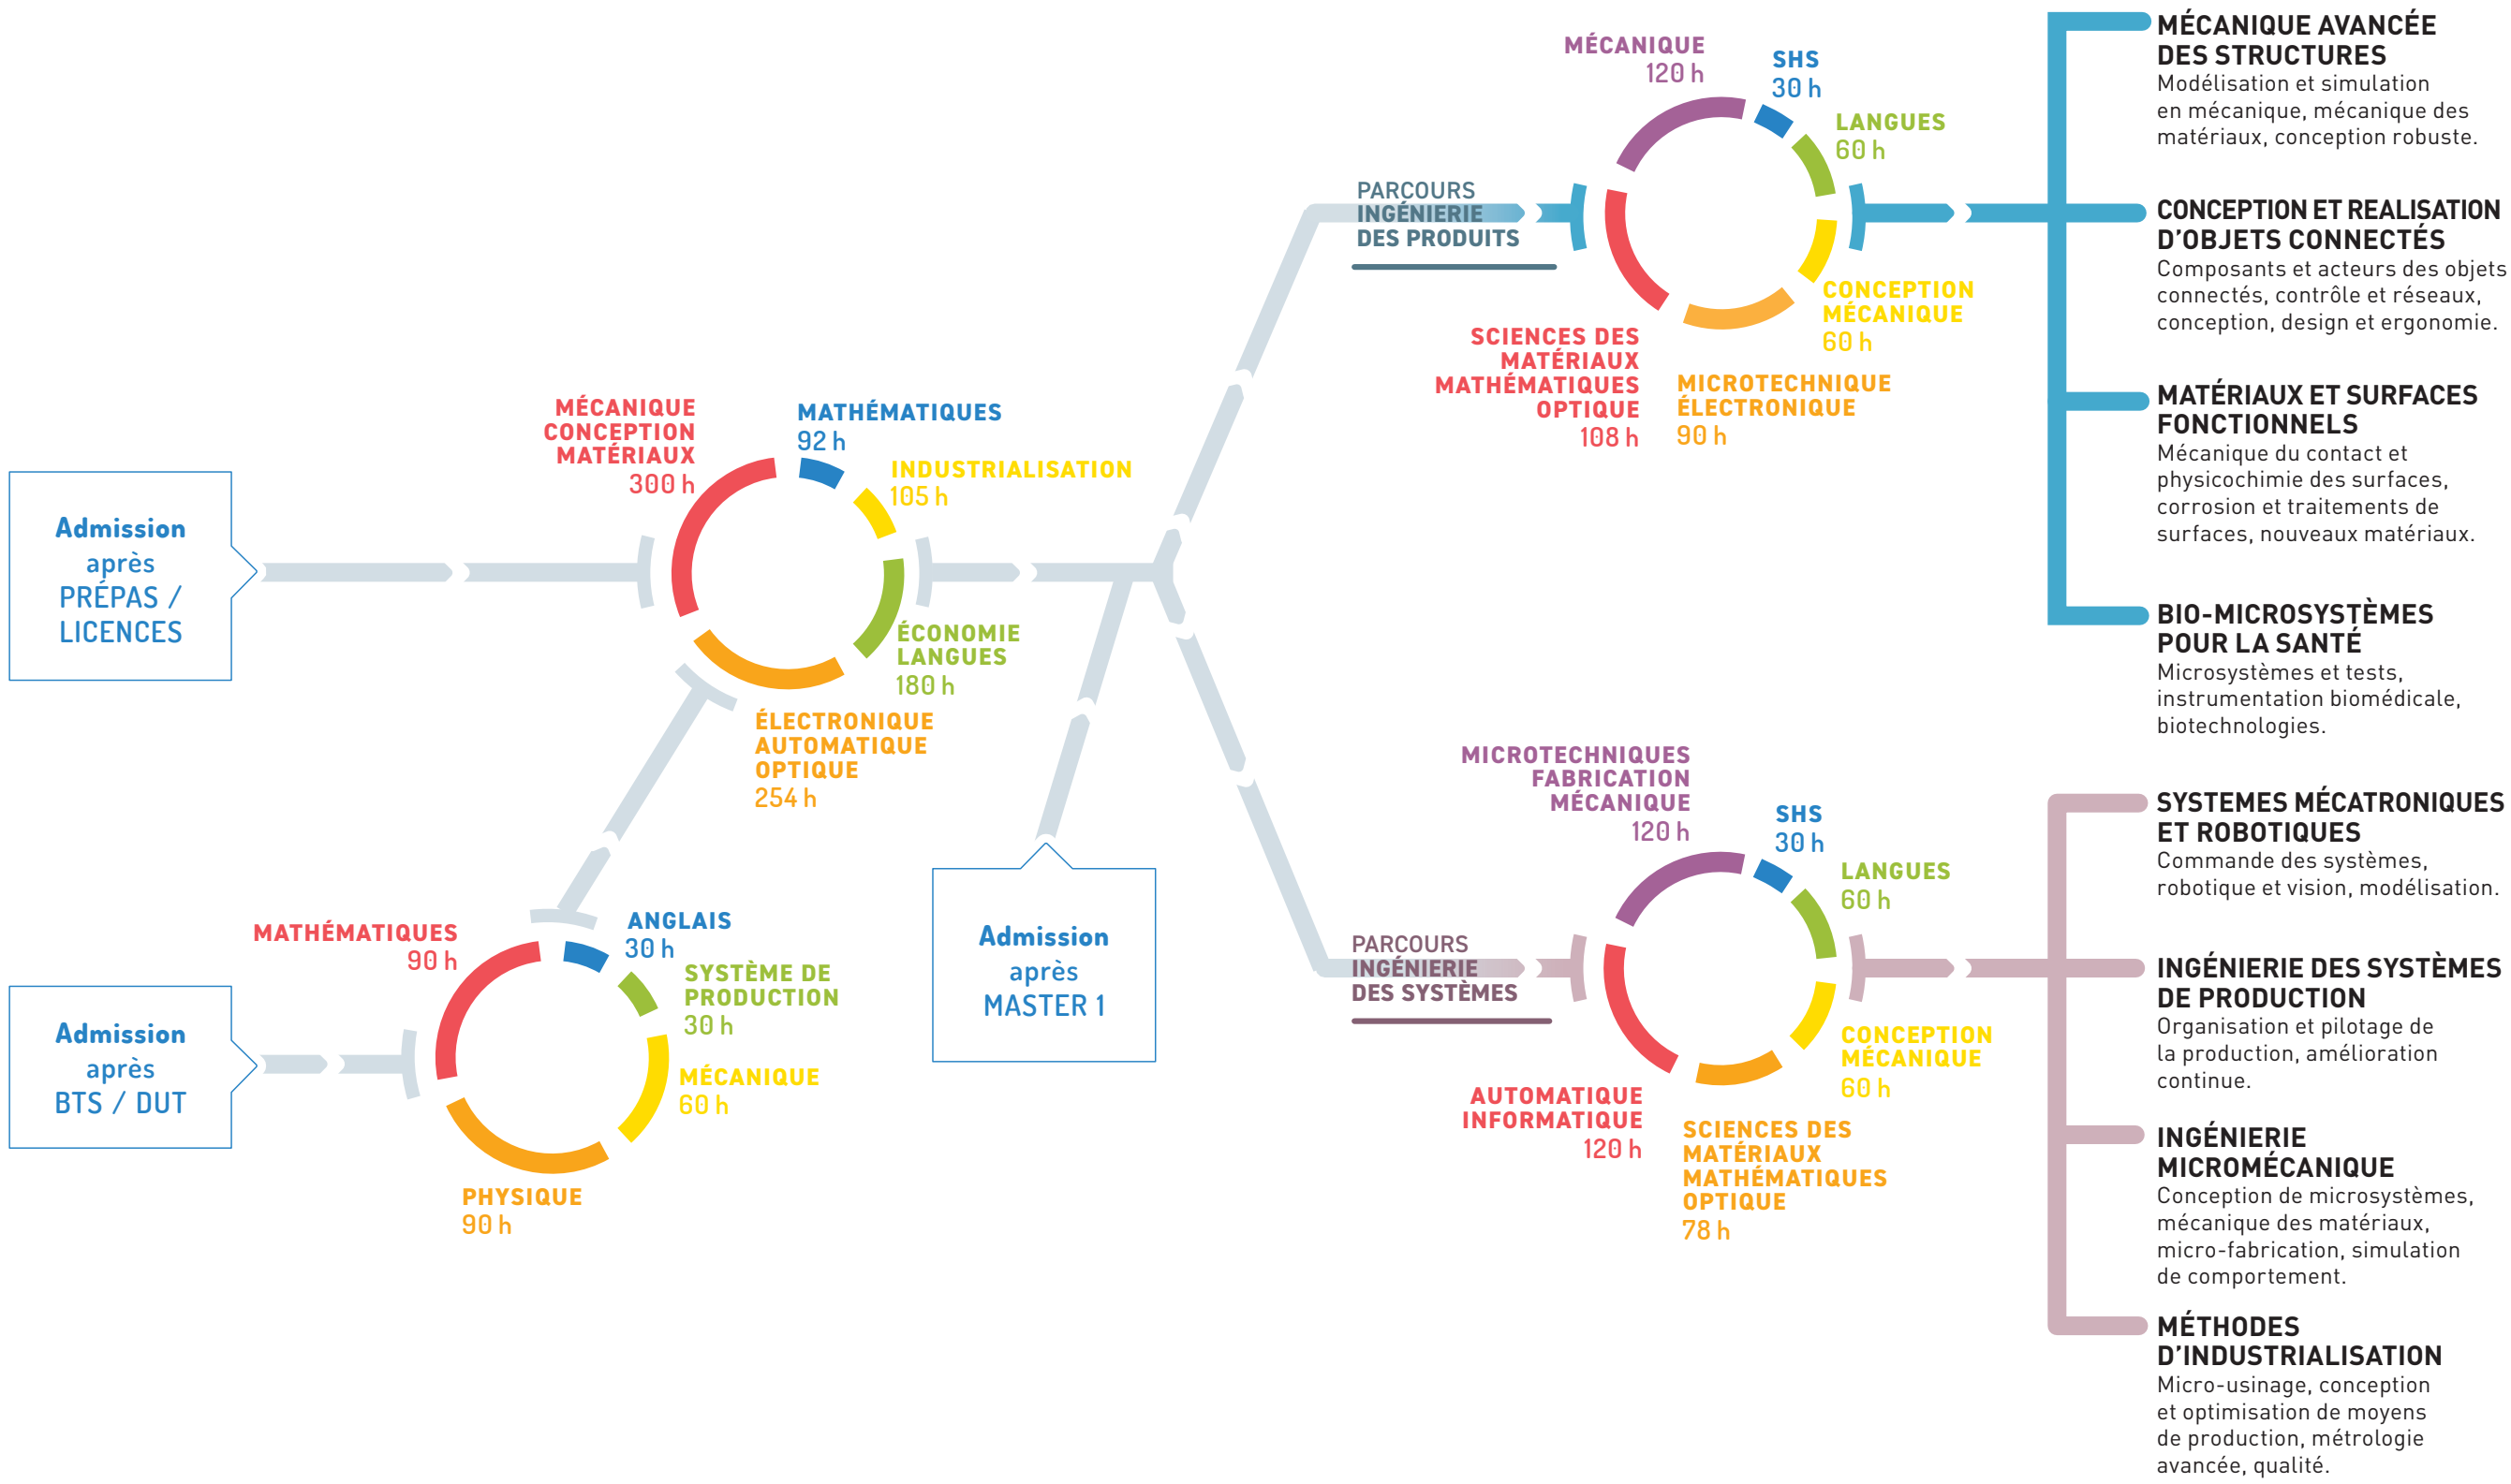 Admission
après
PRÉPAS /
LICENCES
Admission
après
BTS / DUT
MATHÉMATIQUES
90 h
ANGLAIS
30 h
SYSTÈME DE
PRODUCTION
30 h
MÉCANIQUE
60 h
PHYSIQUE
90 h
MÉCANIQUE
CONCEPTION
MATÉRIAUX
300 h
MATHÉMATIQUES
92 h
INDUSTRIALISATION
105 h
ÉCONOMIE
LANGUES
180 h
ÉLECTRONIQUE
AUTOMATIQUE
OPTIQUE
254 h
Admission
après
MASTER 1
PARCOURS
INGÉNIERIE
DES PRODUITS
MÉCANIQUE
120 h
SHS
30 h
LANGUES
60 h
CONCEPTION
MÉCANIQUE
60 h
MICROTECHNIQUE
ÉLECTRONIQUE
90 h
SCIENCES DES
MATÉRIAUX
MATHÉMATIQUES
OPTIQUE
108 h
PARCOURS
INGÉNIERIE
DES SYSTÈMES
MICROTECHNIQUES
FABRICATION
MÉCANIQUE
120 h
SHS
30 h
LANGUES
60 h
CONCEPTION
MÉCANIQUE
60 h
SCIENCES DES
MATÉRIAUX
MATHÉMATIQUES
OPTIQUE
78 h
AUTOMATIQUE
INFORMATIQUE
120 h
MÉCANIQUE AVANCÉE
DES STRUCTURES
Modélisation et simulation
en mécanique, mécanique des
matériaux, conception robuste.
CONCEPTION ET REALISATION
D'OBJETS CONNECTÉS
Composants et acteurs des objets
connectés, contrôle et réseaux,
conception, design et ergonomie.
MATÉRIAUX ET SURFACES
FONCTIONNELS
Mécanique du contact et
physicochimie des surfaces,
corrosion et traitements de
surfaces, nouveaux matériaux.
BIO-MICROSYSTÈMES
POUR LA SANTÉ
Microsystèmes et tests,
instrumentation biomédicale,
biotechnologies.
SYSTEMES MÉCATRONIQUES
ET ROBOTIQUES
Commande des systèmes,
robotique et vision, modélisation.
INGÉNIERIE DES SYSTÈMES
DE PRODUCTION
Organisation et pilotage de
la production, amélioration
continue.
INGÉNIERIE
MICROMÉCANIQUE
Conception de microsystèmes,
mécanique des matériaux,
micro-fabrication, simulation
de comportement.
MÉTHODES
D'INDUSTRIALISATION
Micro-usinage, conception
et optimisation de moyens
de production, métrologie
avancée, qualité.